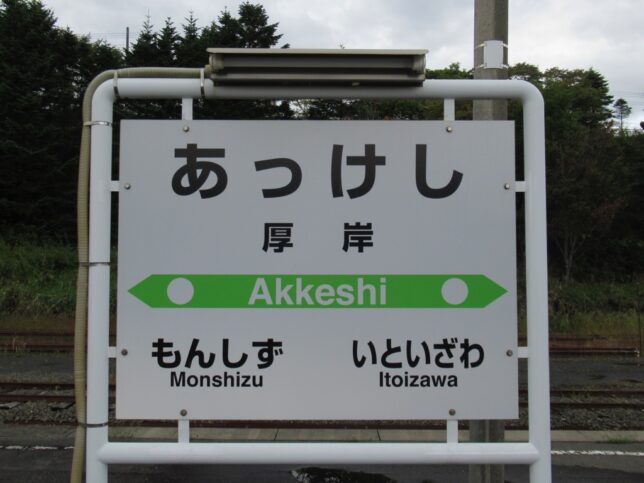 あっけし
厚岸
Akkeshi
もんしず いといざわ
Monshizu Itoizawa